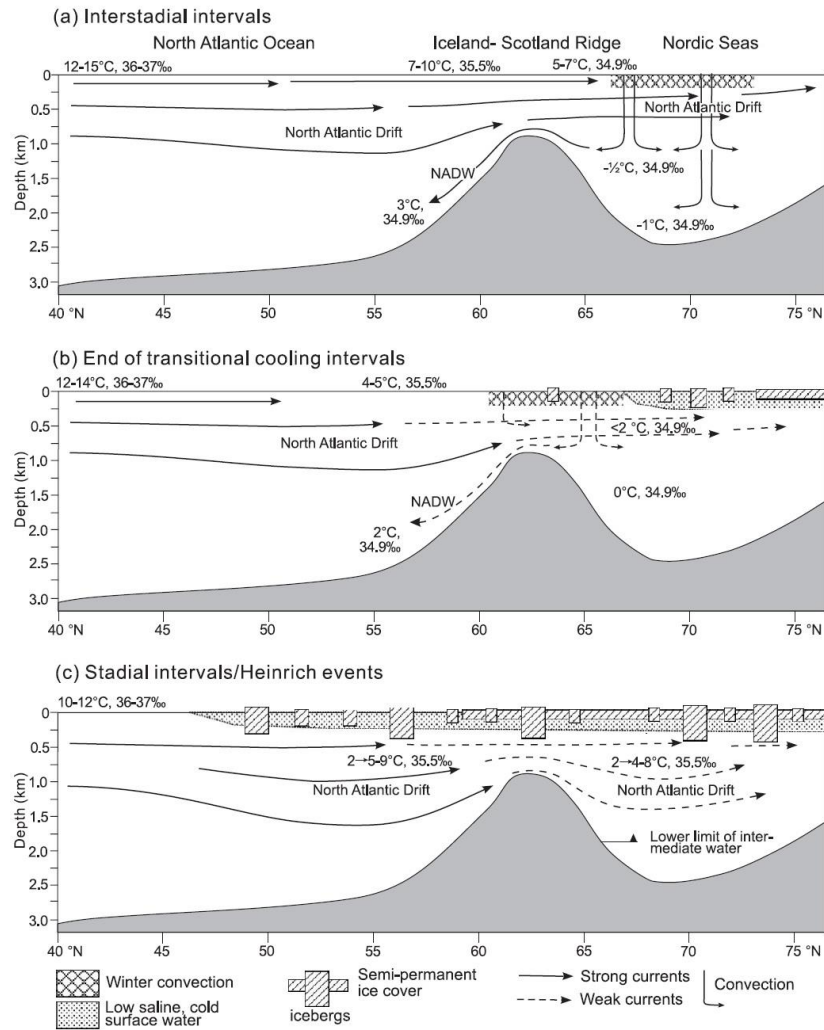 (a) Interstadial intervals
North Atlantic Ocean Iceland- Scotland Ridge Nordic Seas
12-15°C, 36-37‰ 7-10°C, 35.5‰ 5-7°C, 34.9‰
0
0.5
1.0
1.5
2.0
2.5
3.0
Depth (km)
North Atlantic Drift
North Atlantic Drift
NADW
3°C,
34.9‰
-½°C, 34.9‰
-1°C, 34.9‰
40 °N 45 50 55 60 65 70 75 °N
(b) End of transitional cooling intervals
12-14°C, 36-37‰ 4-5°C, 35.5‰
0
0.5
1.0
1.5
2.0
2.5
3.0
Depth (km)
North Atlantic Drift
<2 °C, 34.9‰
NADW
2°C,
34.9‰
0°C, 34.9‰
40 °N 45 50 55 60 65 70 75 °N
(c) Stadial intervals/Heinrich events
10-12°C, 36-37‰
0
0.5
1.0
1.5
2.0
2.5
3.0
Depth (km)
2→5-9°C, 35.5‰ 2→4-8°C, 35.5‰
North Atlantic Drift North Atlantic Drift
Lower limit of inter-
mediate water
40 °N 45 50 55 60 65 70 75 °N
Winter convection
Low saline, cold
surface water
Semi-permanent
ice cover
icebergs
Strong currents
Weak currents
Convection